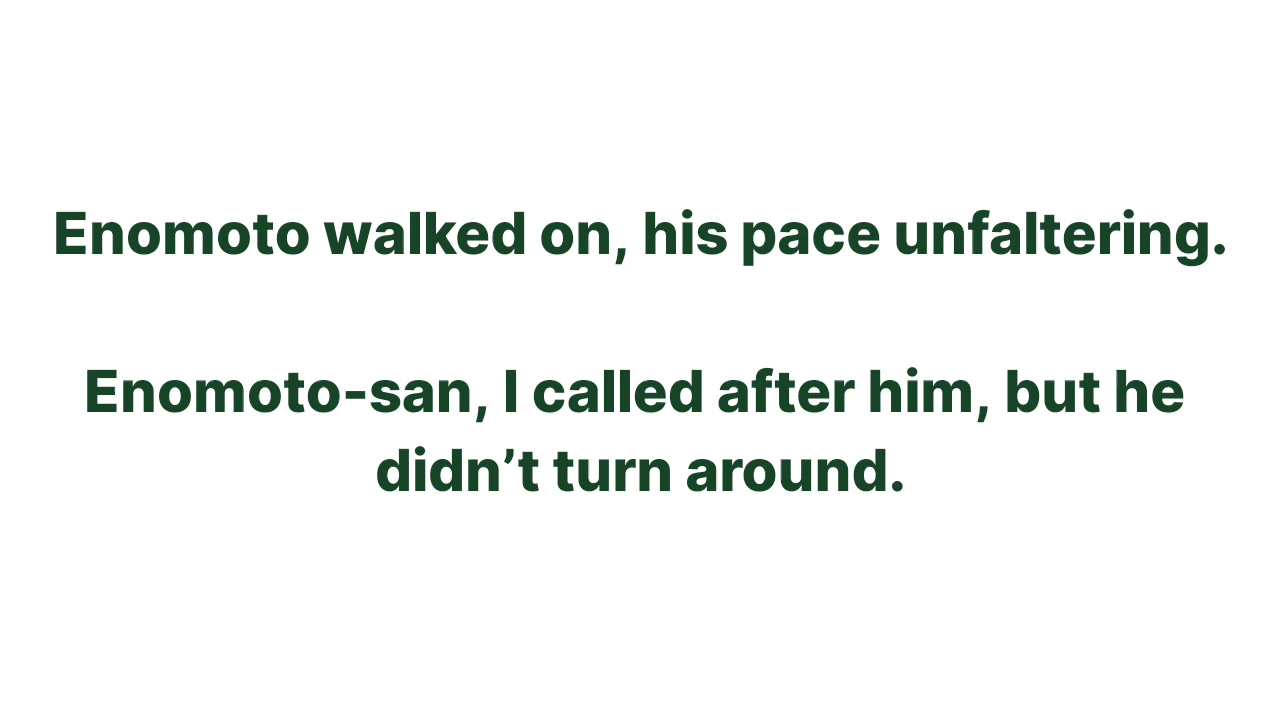 Enomoto walked on, his pace unfaltering.
Enomoto-san, I called after him, but he
didn’t turn around.